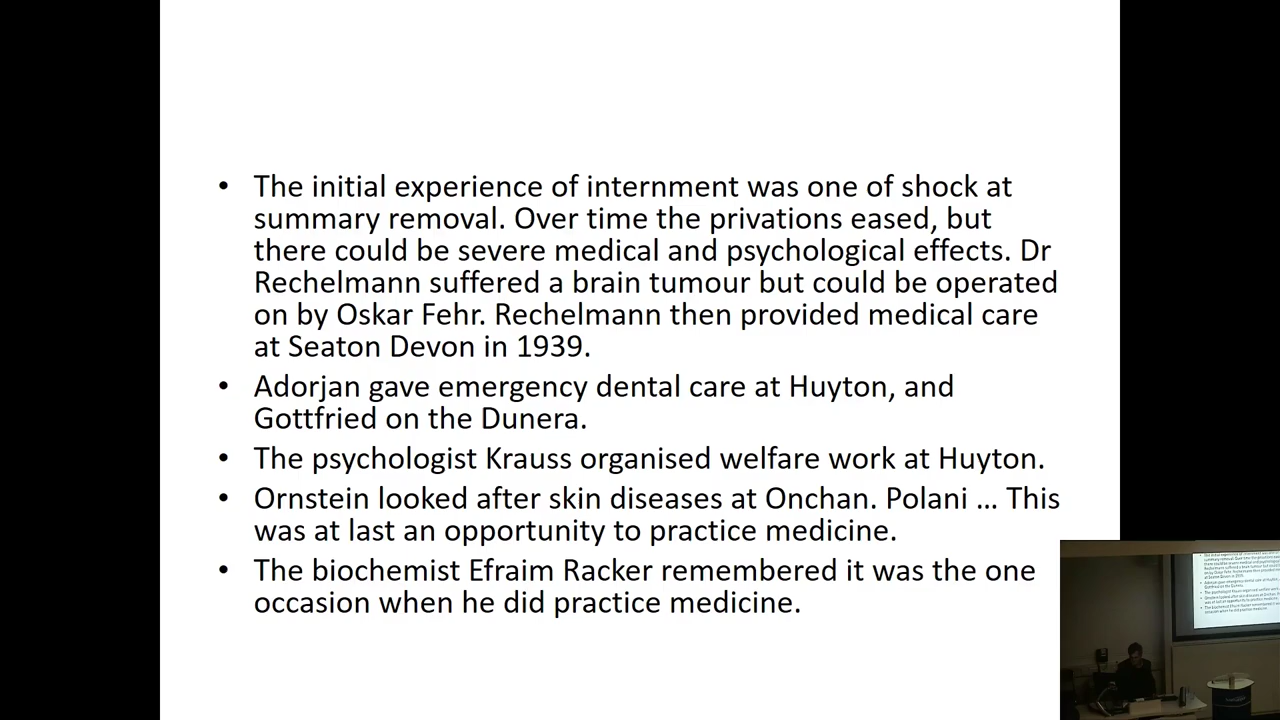 • The initial experience of internment was one of shock at
summary removal. Over time the privations eased, but
there could be severe medical and psychological effects. Dr
Rechelmann suffered a brain tumour but could be operated
on by Oskar Fehr. Rechelmann then provided medical care
at Seaton Devon in 1939.
• Adorjan gave emergency dental care at Huyton, and
Gottfried on the Dunera.
• The psychologist Krauss organised welfare work at Huyton.
• Ornstein looked after skin diseases at Onchan. Polani … This
was at last an opportunity to practice medicine.
• The biochemist Efraim Racker remembered it was the one
occasion when he did practice medicine.